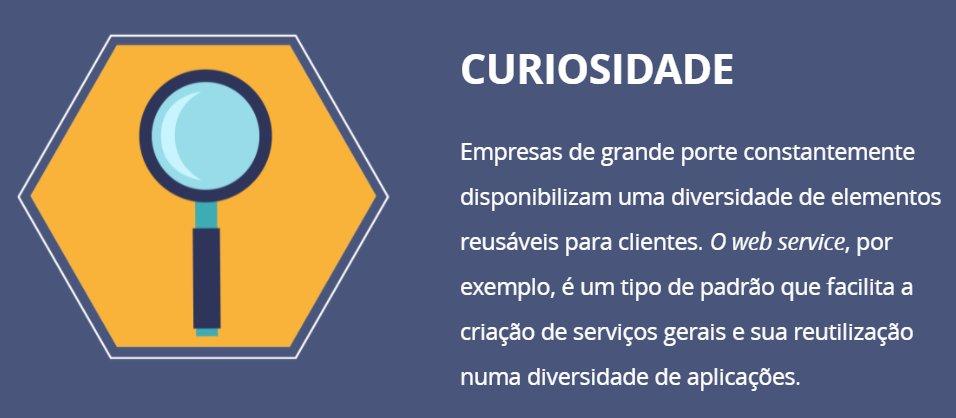 CURIOSIDADE
Empresas de grande porte constantemente
disponibilizam uma diversidade de elementos
reusáveis para clientes. O web service, por
exemplo, é um tipo de padrão que facilita a
criação de serviços gerais e sua reutilização
numa diversidade de aplicações.